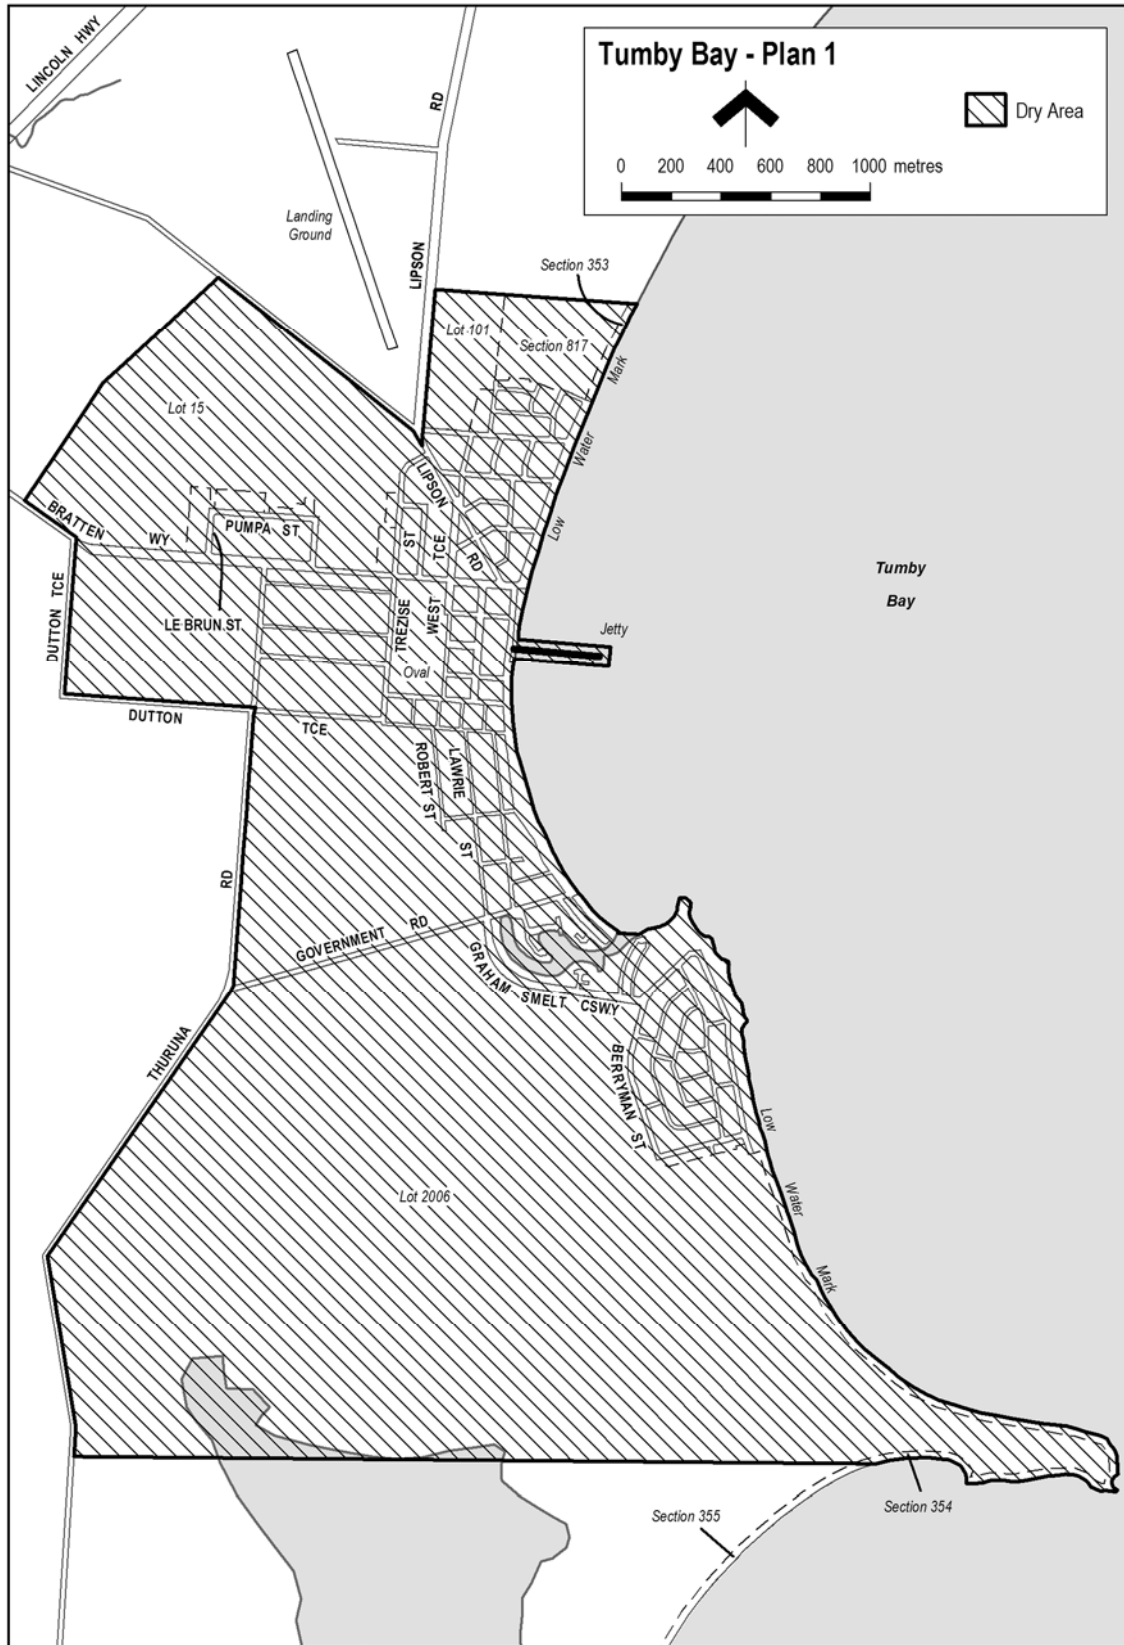 LINCOLN HWY
Tumby Bay - Plan 1
Dry Area
0 200 400 600 800 1000 metres
RD
Landing
Ground
LIPSON
Section 353
Lot 101
Section 817
Mark
Water
Low
Lot 15
LIPSON
RD
BRATTEN
WY
PUMPA ST
ST
TCE
LE BRUN ST
TREZISE
WEST
DUTTON TCE
Tumby
Bay
Jetty
Oval
DUTTON
TCE
ROBERT ST
LAWRIE
ST
RD
GOVERNMENT RD
GRAHAM
SMELT
CSWY
THURUNA
BERRYMAN ST
Low
Water
Mark
Lot 2006
Section 355
Section 354